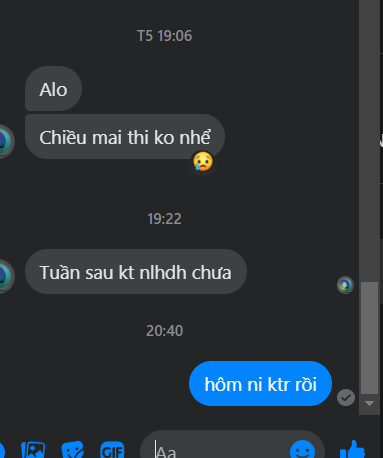 T5 19:06
Alo
Chiều mai thi ko nhể
19:22
Tuần sau kt nlhdh chưa
20:40
hôm ni ktr rồi
GIF
Aa